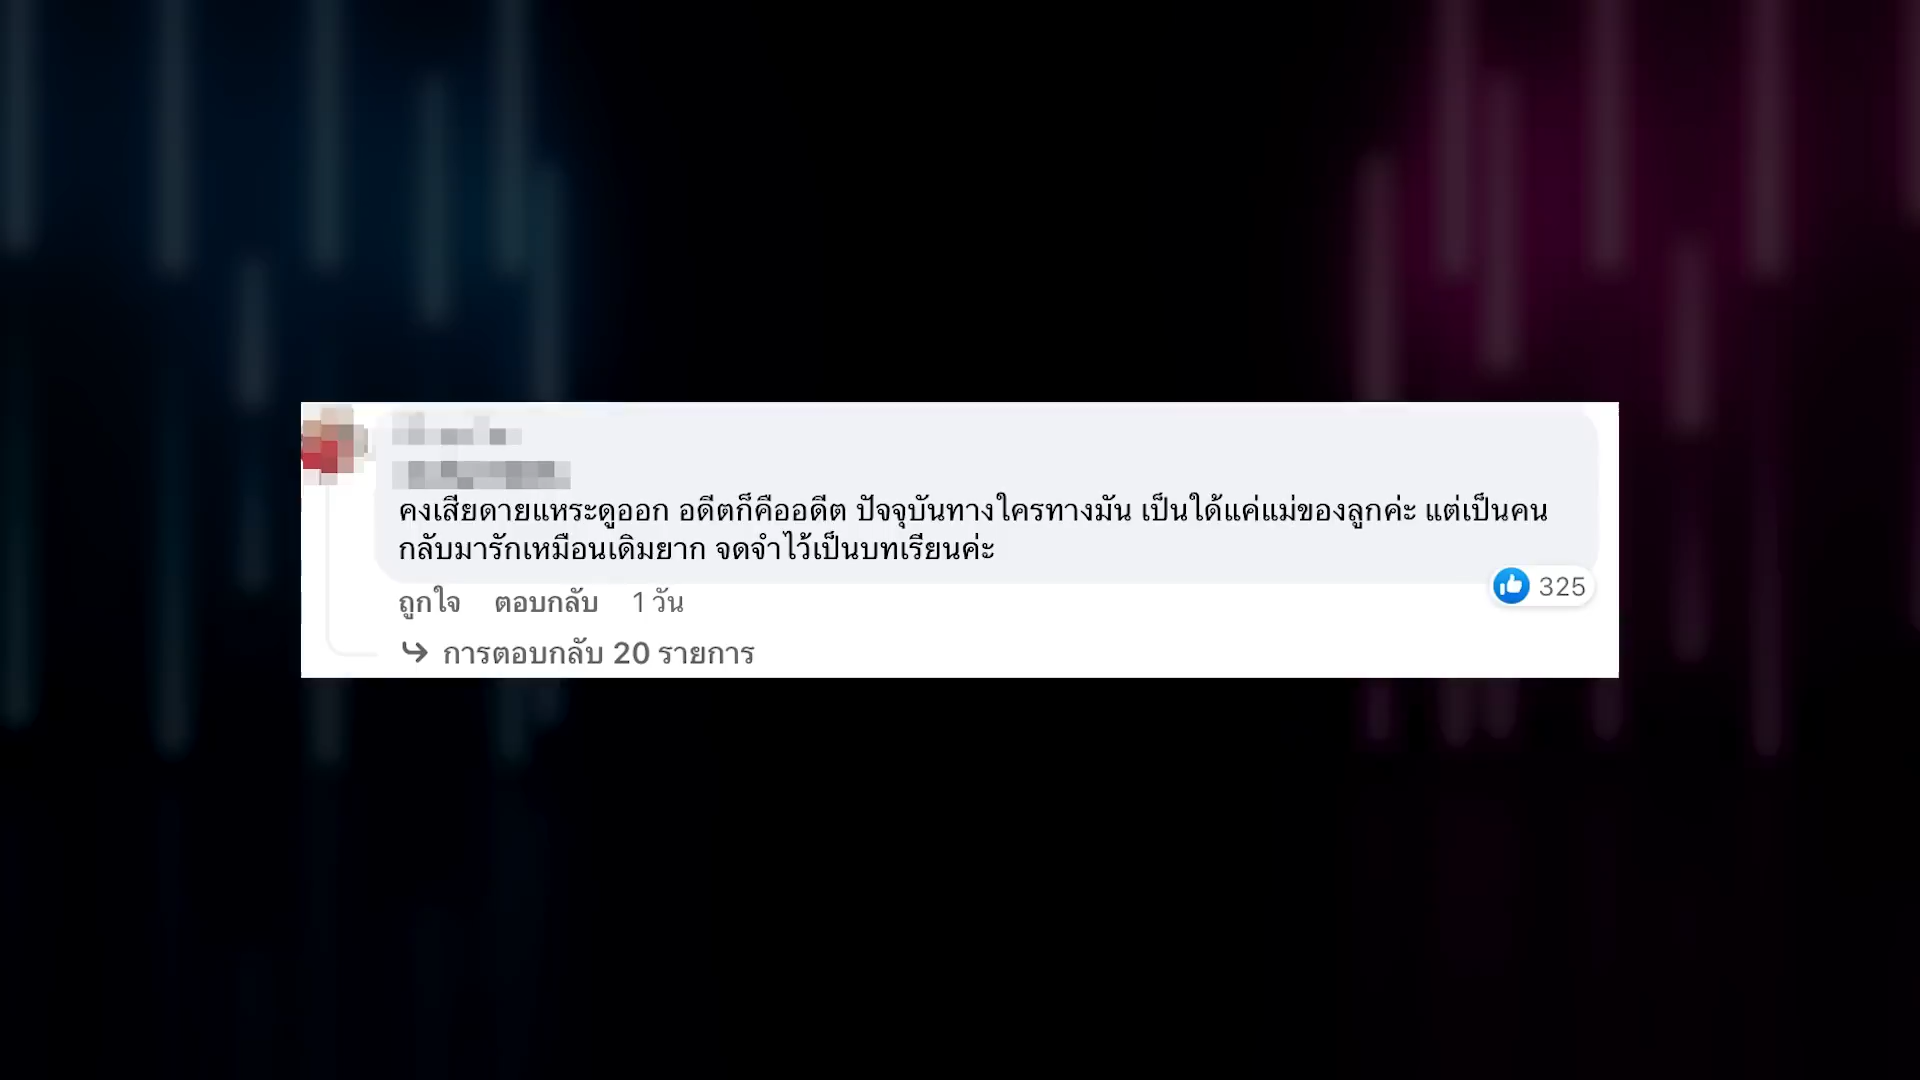 คงเสียดายแหระดูออก อดีตก็คืออดีต ปัจจุบันทางใครทางมัน เป็นใด้แค่แม่ของลูกค่ะ แต่เป็นคน
กลับมารักเหมือนเดิมยาก จดจำไว้เป็นบทเรียนค่ะ
325
ถูกใจ ตอบกลับ 1 วัน
การตอบกลับ 20 รายการ